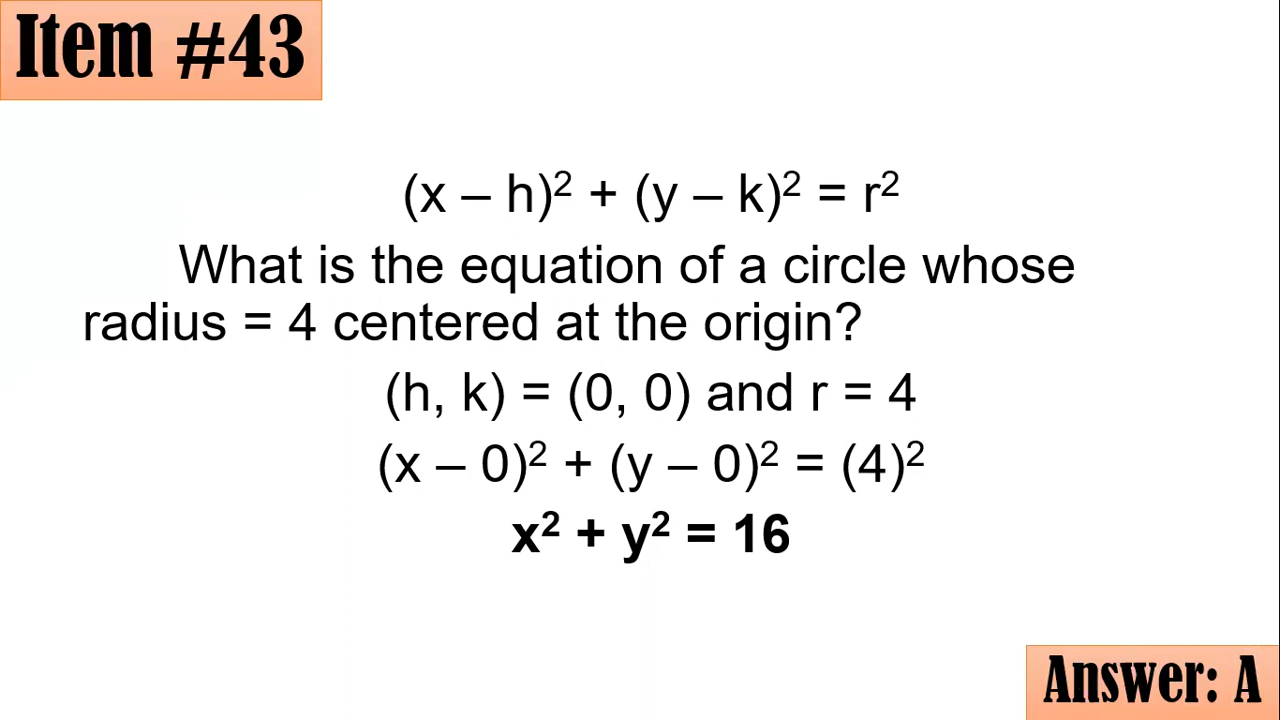 Item #43
(x – h)² + (y – k)² = r²
What is the equation of a circle whose
radius = 4 centered at the origin?
(h, k) = (0, 0) and r = 4
(x – 0)² + (y – 0)² = (4)²
x² + y² = 16
Answer: A